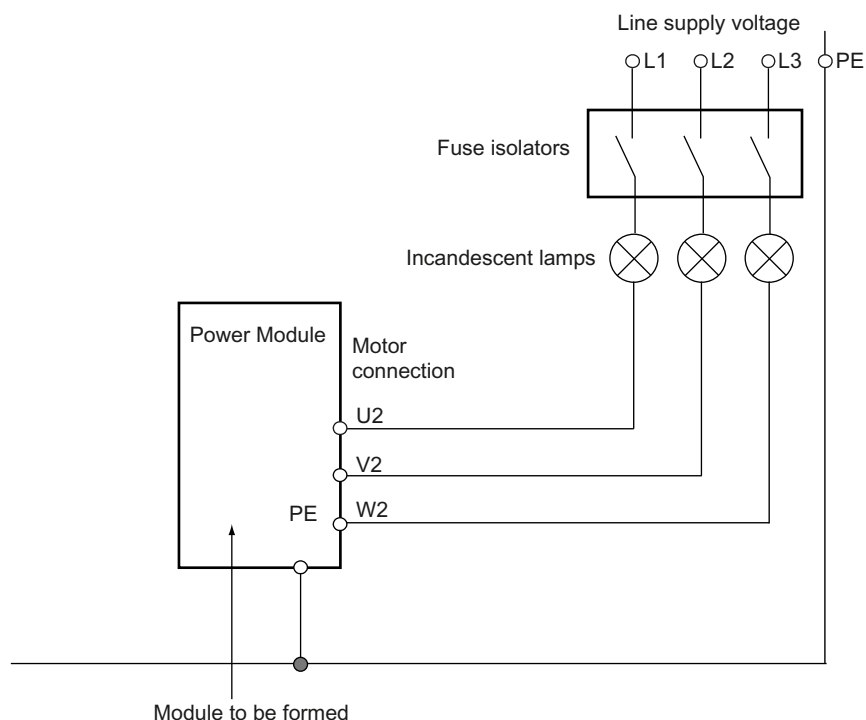 Line supply voltage
L1 L2 L3 PE
Fuse isolators
Incandescent lamps
Power Module
Motor
connection
U2
V2
PE W2
Module to be formed